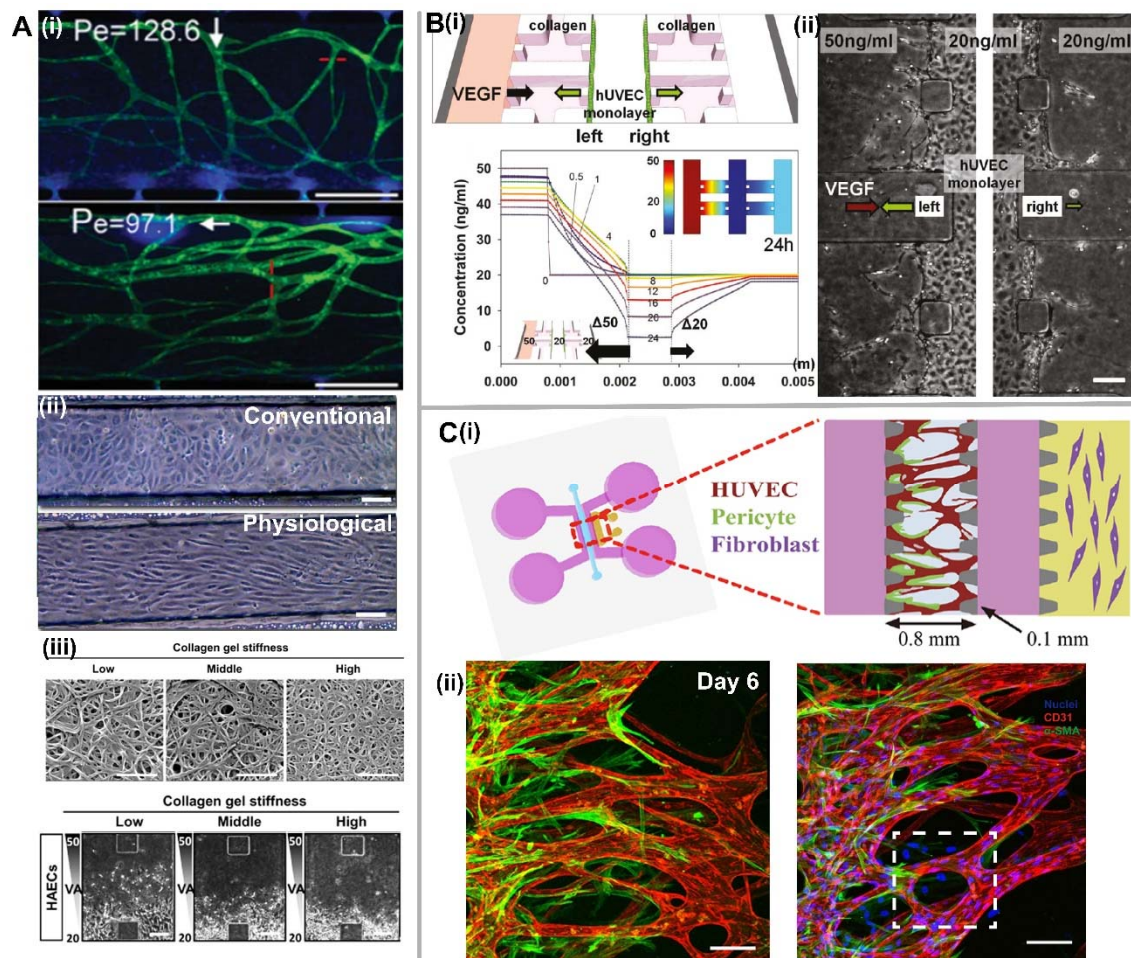 A
(i)
Pe=128.6
Pe=97.1
(ii)
Conventional
Physiological
(iii)
Collagen gel stiffness
Low Middle High
Collagen gel stiffness
Low Middle High
HAECs
50
VA
20
50
VA
20
50
VA
20
B(i)
collagen collagen
VEGF
hUVEC
monolayer
left right
Concentration (ng/ml)
50
40
30
20
10
0
0.5
1
4
0
8
12
16
20
24
50
20
0
24h
50 20 20
Δ50
Δ20
(m)
0.000 0.001 0.002 0.003 0.004 0.005
(ii)
50ng/ml 20ng/ml 20ng/ml
hUVEC
monolayer
VEGF
left
right
C(i)
HUVEC
Pericyte
Fibroblast
0.8 mm
0.1 mm
(ii)
Day 6
Nuclei
CD31
α-SMA